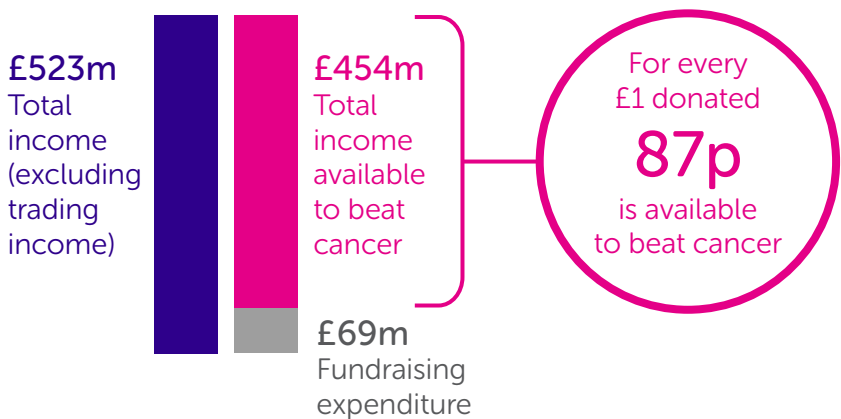 £523m
Total
income
(excluding
trading
income)
£454m
Total
income
available
to beat
cancer
£69m
Fundraising
expenditure
For every
£1 donated
87p
is available
to beat cancer